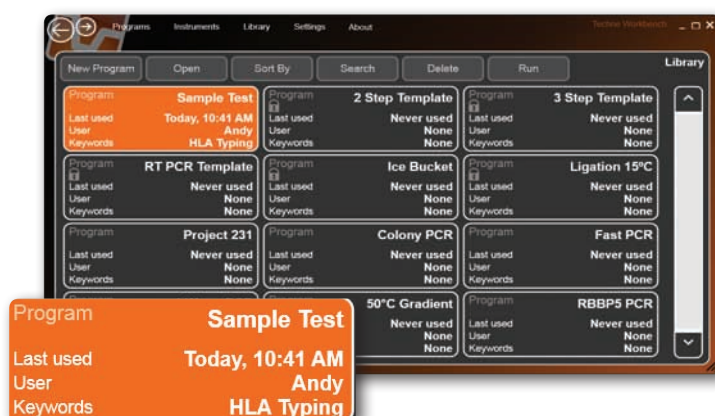 Programs Instruments Library Settings About Techne Workbench
Library
New Program Open Sort By Search Delete Run
Program Sample Test
Last used Today, 10:41 AM
User Andy
Keywords HLA Typing
Program 2 Step Template
Last used Never used
User None
Keywords None
Program 3 Step Template
Last used Never used
User None
Keywords None
Program RT PCR Template
Last used Never used
User None
Keywords None
Program Ice Bucket
Last used Never used
User None
Keywords None
Program Ligation 15ºC
Last used Never used
User None
Keywords None
Program Project 231
Last used Never used
User None
Keywords None
Program Colony PCR
Last used Never used
User None
Keywords None
Program Fast PCR
Last used Never used
User None
Keywords None
50°C Gradient
Never used
None
None
Program RBBP5 PCR
Last used Never used
User None
Keywords None
Program Sample Test
Last used Today, 10:41 AM
User Andy
Keywords HLA Typing